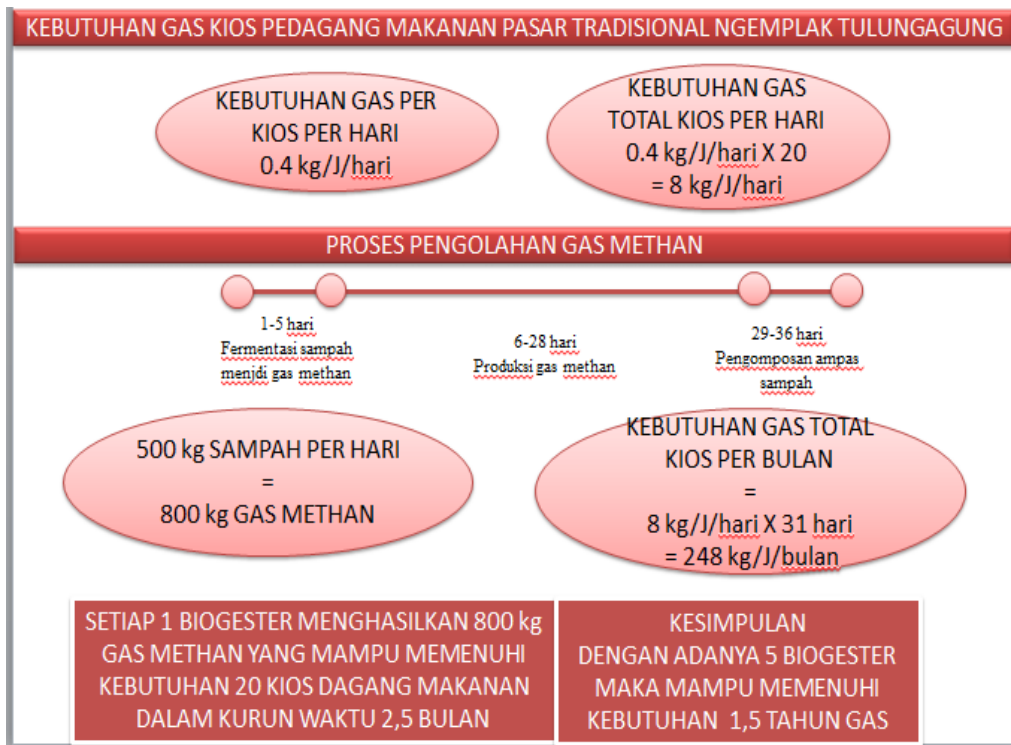 KEBUTUHAN GAS KIOS PEDAGANG MAKANAN PASAR TRADISIONAL NGEMPLAK TULUNGAGUNG
KEBUTUHAN GAS PER
KIOS PER HARI
0.4 kg/J/hari
KEBUTUHAN GAS
TOTAL KIOS PER HARI
0.4 kg/J/hari X 20
= 8 kg/J/hari
PROSES PENGOLAHAN GAS METHAN
1-5 hari
Fermentasi sampah
menjdi gas methan
6-28 hari
Produksi gas methan
29-36 hari
Pengomposan ampas
sampah
500 kg SAMPAH PER HARI
=
800 kg GAS METHAN
KEBUTUHAN GAS TOTAL
KIOS PER BULAN
=
8 kg/J/hari X 31 hari
= 248 kg/J/bulan
SETIAP 1 BIOGESTER MENGHASILKAN 800 kg
GAS METHAN YANG MAMPU MEMENUHI
KEBUTUHAN 20 KIOS DAGANG MAKANAN
DALAM KURUN WAKTU 2,5 BULAN
KESIMPULAN
DENGAN ADANYA 5 BIOGESTER
MAKA MAMPU MEMENUHI
KEBUTUHAN 1,5 TAHUN GAS